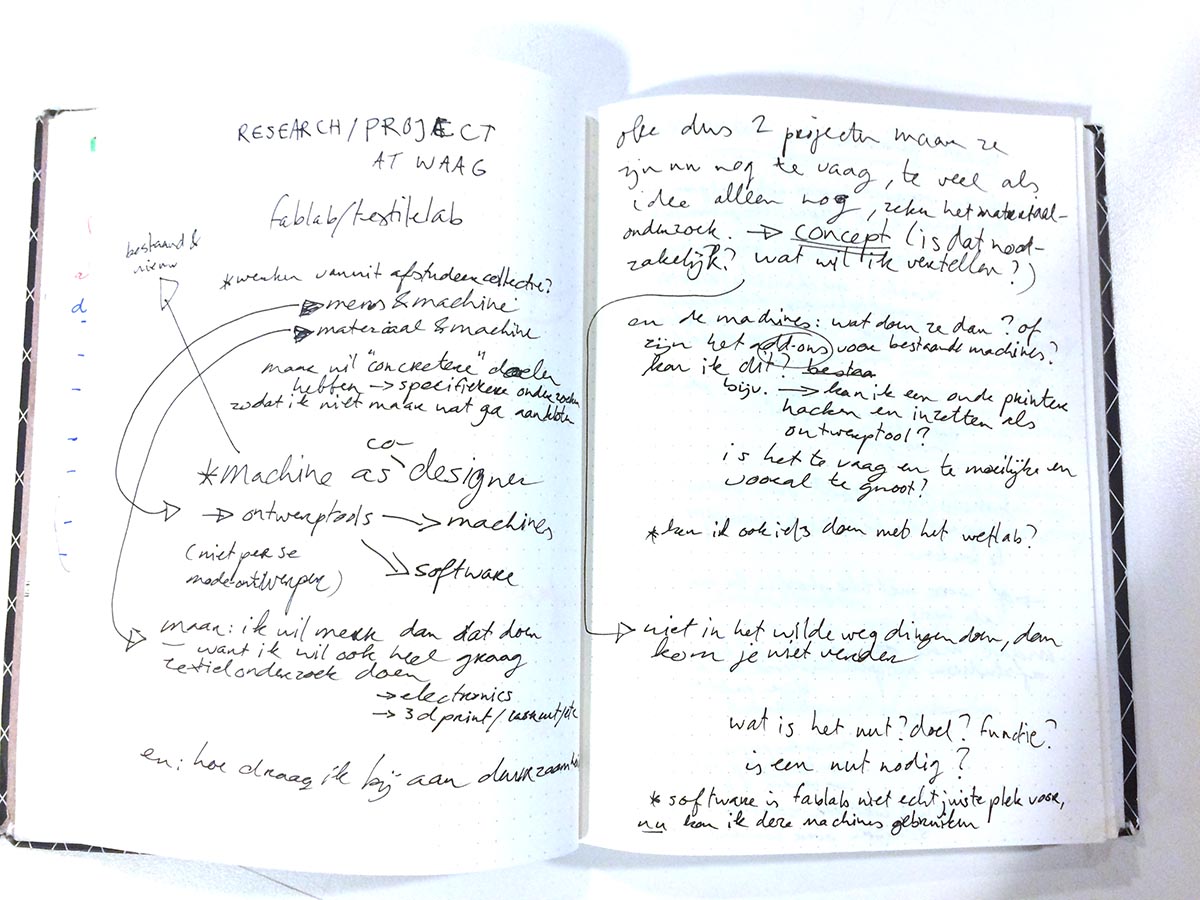 RESEARCH/PROJECT
AT WAAG
fablab/textilelab
bestaand &
nieuw
*werken vanuit afstudeercollectie?
mens & machine
materiaal & machine
maar wil "concretere" doelen
hebben → specifiekere onderzoeken
zodat ik niet maar wat ga aankloten
co-
*machine as designer
→ ontwerptools → machines
(niet per se
mode-ontwerper)
software
maar: ik wil meer dan dat doen
– want ik wil ook heel graag
textielonderzoek doen
→ electronics
→ 3d print/lasercut/etc
en: hoe draag ik bij aan
oke dus 2 projecten maar ze
zijn nu nog te vaag, te veel als
idee alleen nog, zeker het materiaal-
onderzoek. → concept (is dat nood-
zakelijk? wat wil ik vertellen?)
en de machines: wat doen ze dan? of
zijn het add-ons voor bestaande machines?
kan ik dit? bestaa
bijv. → kan ik een oude printer
hacken en inzetten als
ontwerptool?
is het te vaag en te moeilijk en
vooral te groot?
*kan ik ook iets doen met het wetlab?
niet in het wilde weg dingen doen, dan
kom je niet verder
wat is het nut? doel? functie?
is een nut nodig?
* software is fablab niet echt juiste plek voor,
nu kan ik deze machines gebruiken